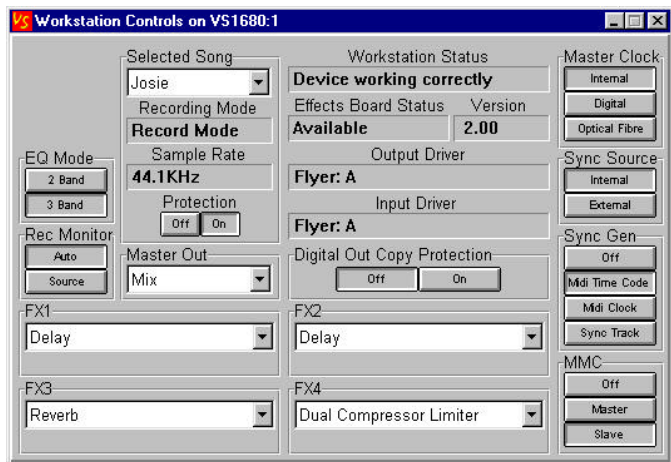 VS Workstation Controls on VS1680:1
Selected Song
Josie
Recording Mode
Record Mode
Sample Rate
44.1KHz
Protection
Off On
EQ Mode
2 Band
3 Band
Rec Monitor
Auto
Source
Master Out
Mix
Workstation Status
Device working correctly
Effects Board Status Version
Available 2.00
Output Driver
Flyer: A
Input Driver
Flyer: A
Digital Out Copy Protection
Off On
FX1
Delay
FX2
Delay
FX3
Reverb
FX4
Dual Compressor Limiter
Master Clock
Internal
Digital
Optical Fibre
Sync Source
Internal
External
Sync Gen
Off
Midi Time Code
Midi Clock
Sync Track
MMC
Off
Master
Slave